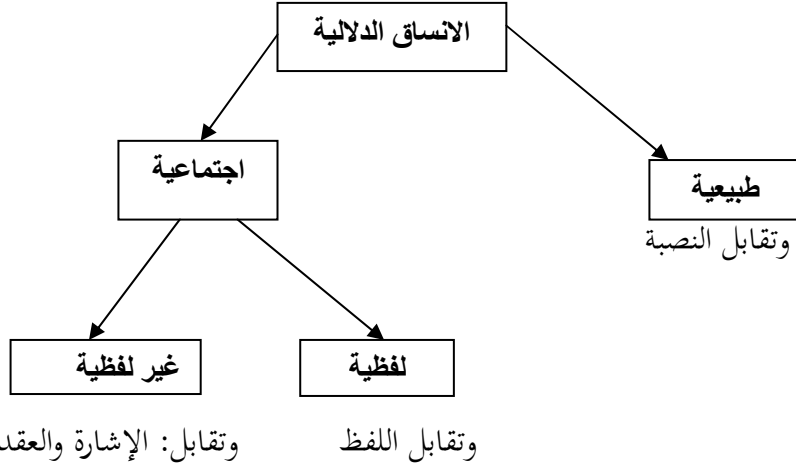 الانساق الدلالية
اجتماعية
طبيعية
وتقابل النصبة
لفظية
غير لفظية
وتقابل اللفظ
وتقابل: الإشارة والعقد